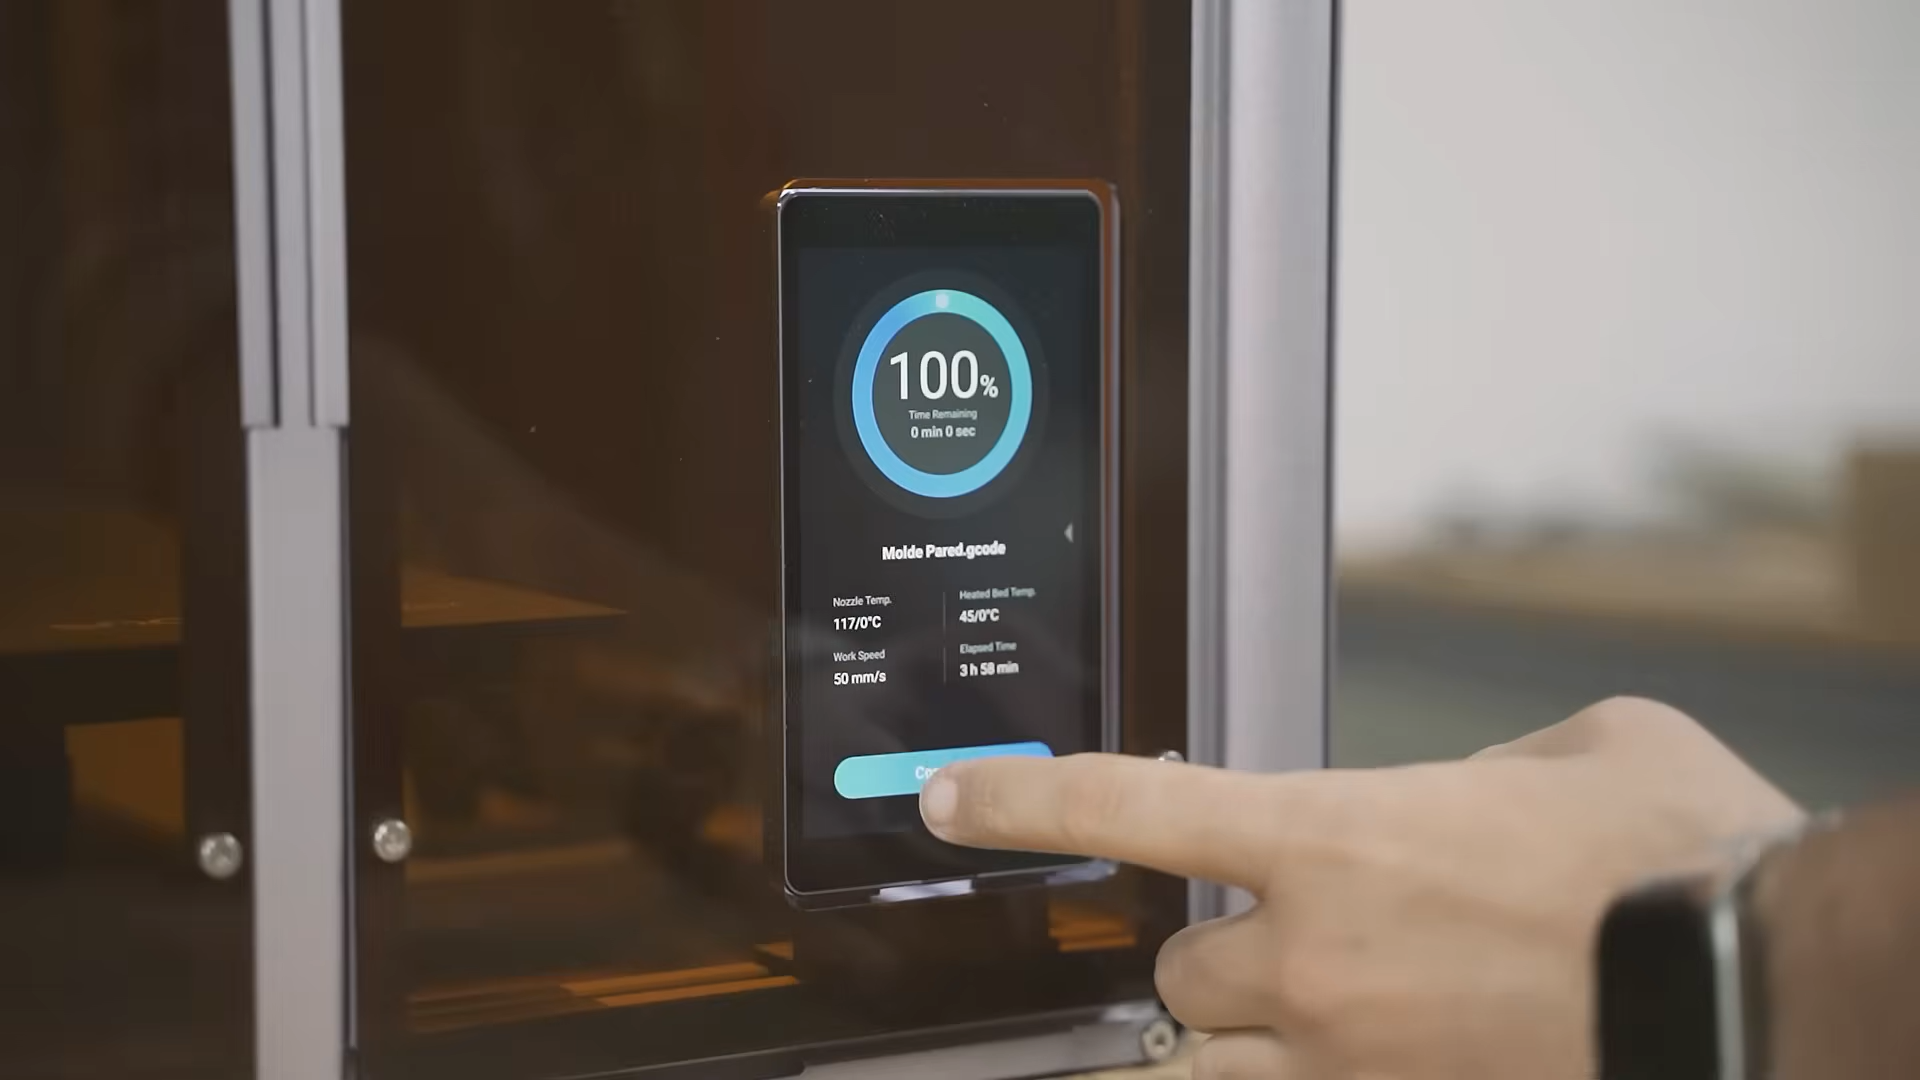 100%
Time Remaining
0 min 0 sec
Molde Pared.gcode
Nozzle Temp.
117/0°C
Heated Bed Temp.
45/0°C
Work Speed
50 mm/s
Elapsed Time
3 h 58 min